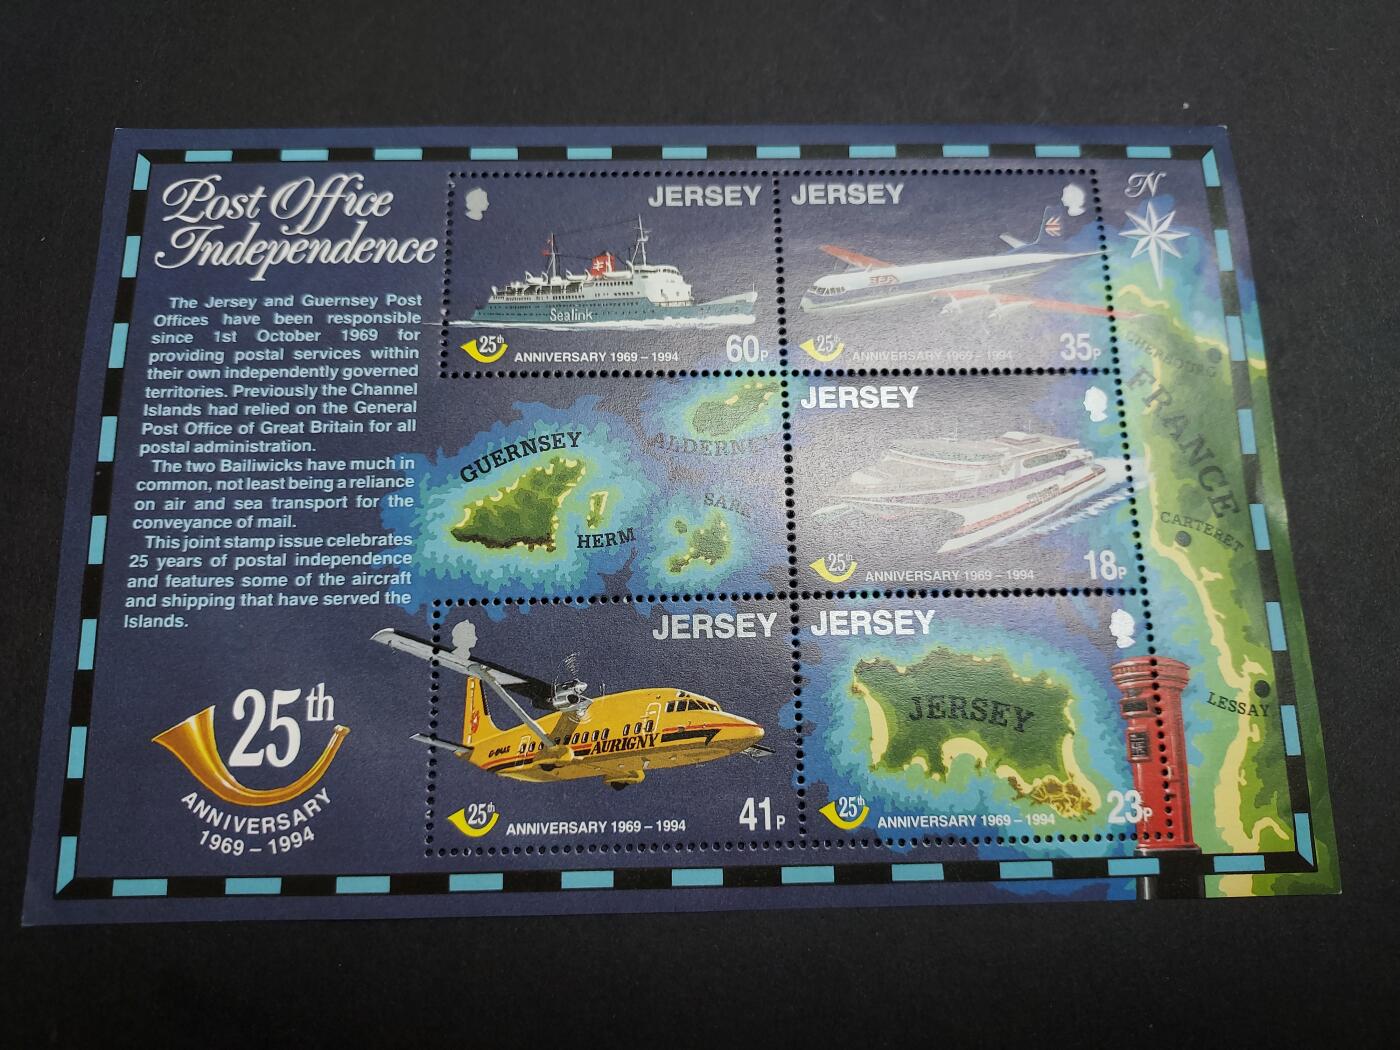 Post Office
Independence
The Jersey and Guernsey Post
Offices have been responsible
since 1st October 1969 for
providing postal services within
their own independently governed
territories. Previously the Channel
Islands had relied on the General
Post Office of Great Britain for all
postal administration.
The two Bailiwicks have much in
common, not least being a reliance
on air and sea transport for the
conveyance of mail.
This joint stamp issue celebrates
25 years of postal independence
and features some of the aircraft
and shipping that have served the
Islands.
25th
ANNIVERSARY
1969 – 1994
JERSEY
Sealink
25th ANNIVERSARY 1969 – 1994 60P
JERSEY
BEA
25th ANNIVERSARY 1969 – 1994 35P
N
CHERBOURG
FRANCE
CARTERET
LESSAY
GUERNSEY
ALDERNEY
SARK
HERM
JERSEY
25th ANNIVERSARY 1969 – 1994 18P
JERSEY
AURIGNY
25th ANNIVERSARY 1969 – 1994 41P
JERSEY
JERSEY
25th ANNIVERSARY 1969 – 1994 23P